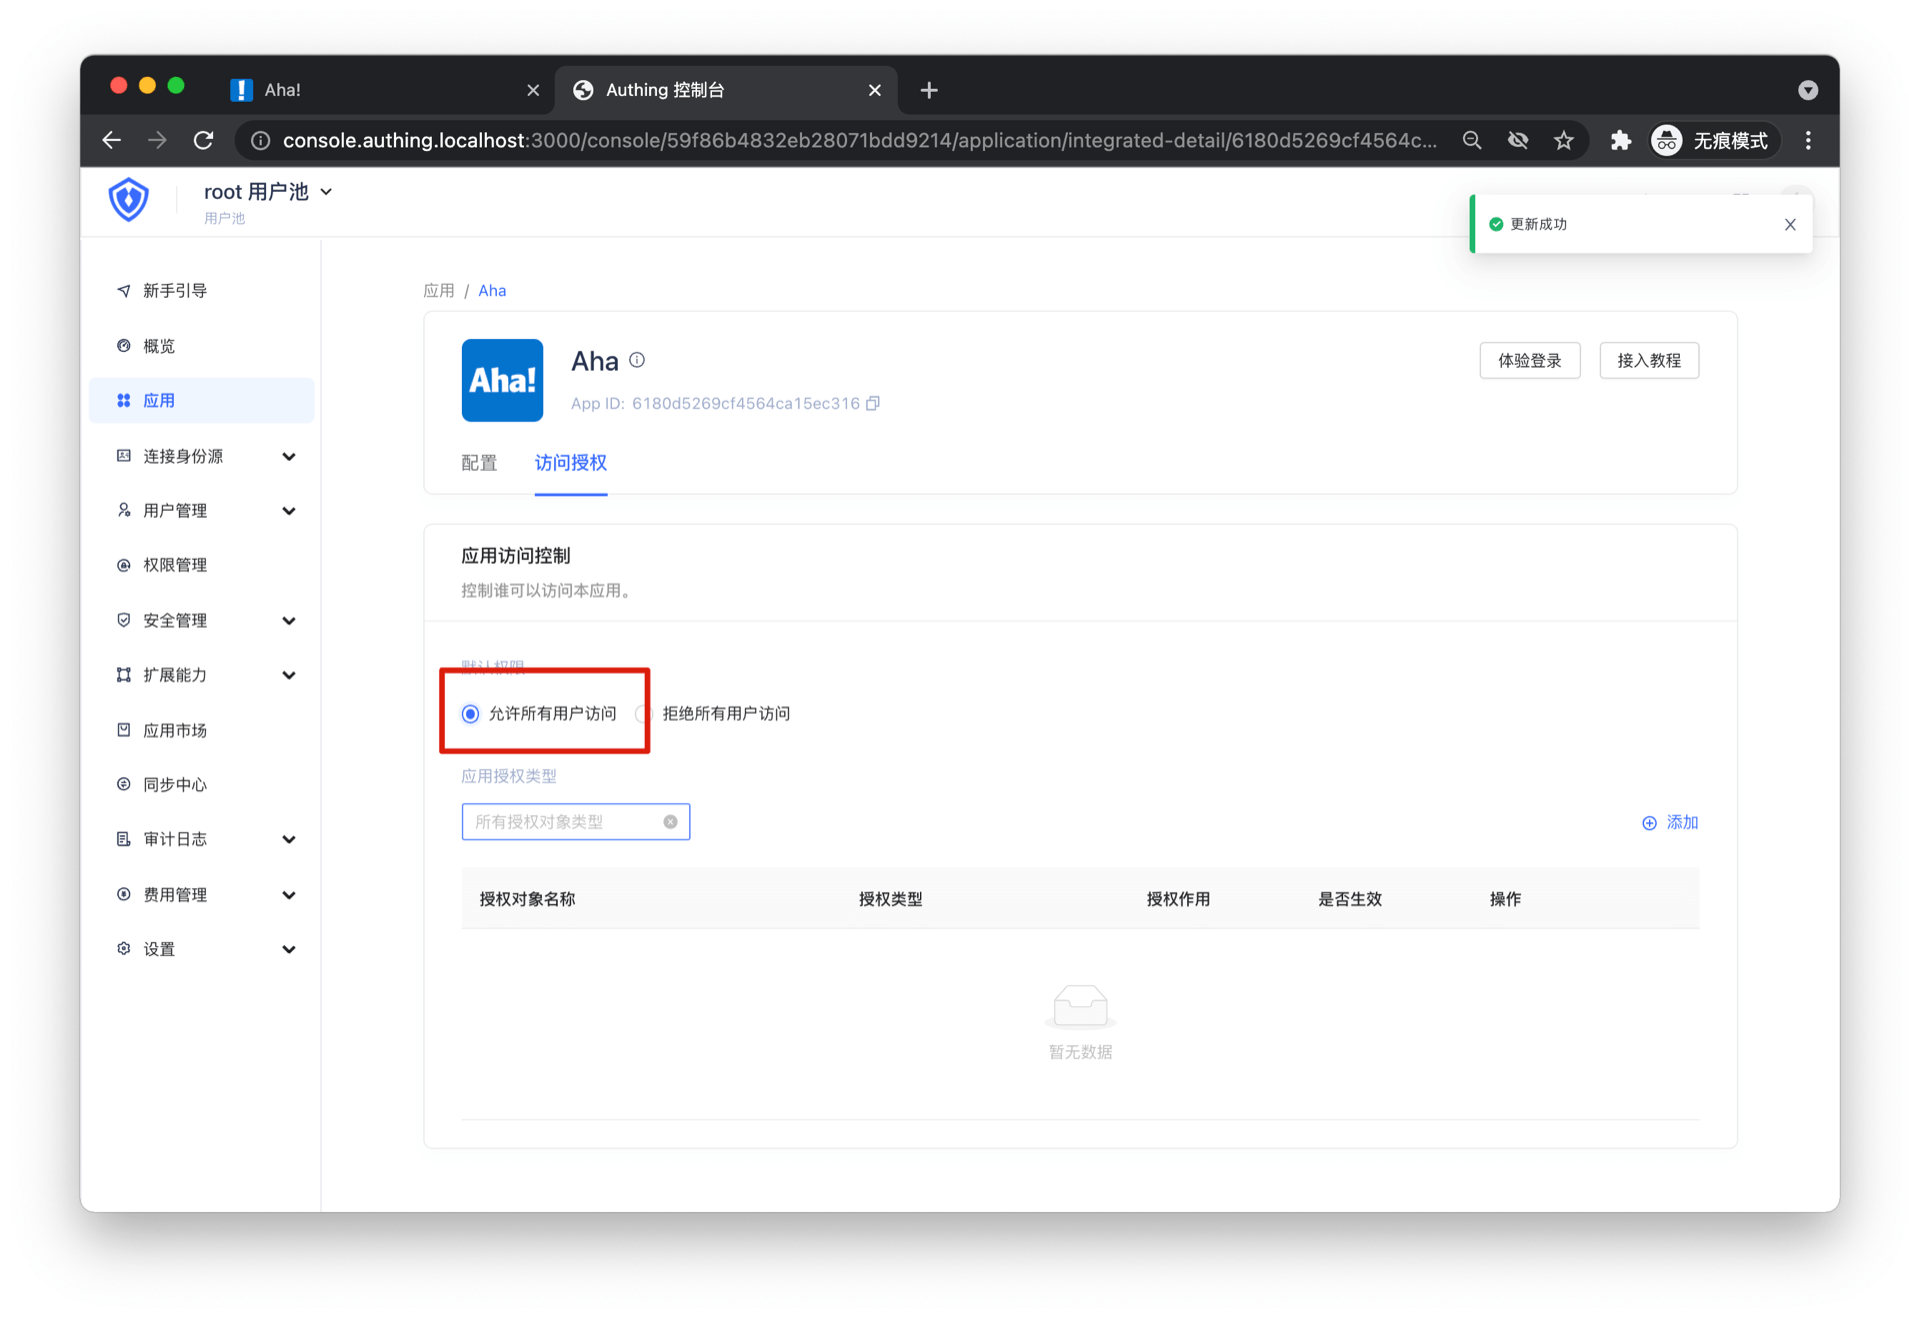 Aha!
Authing 控制台
console.authing.localhost:3000/console/59f86b4832eb28071bdd9214/application/integrated-detail/6180d5269cf4564c...
无痕模式
root 用户池
用户池
更新成功
新手引导
概览
应用
连接身份源
用户管理
权限管理
安全管理
扩展能力
应用市场
同步中心
审计日志
费用管理
设置
应用 / Aha
Aha!
Aha
App ID: 6180d5269cf4564ca15ec316
体验登录
接入教程
配置
访问授权
应用访问控制
控制谁可以访问本应用。
默认权限
允许所有用户访问
拒绝所有用户访问
应用授权类型
所有授权对象类型
添加
授权对象名称 授权类型 授权作用 是否生效 操作
暂无数据